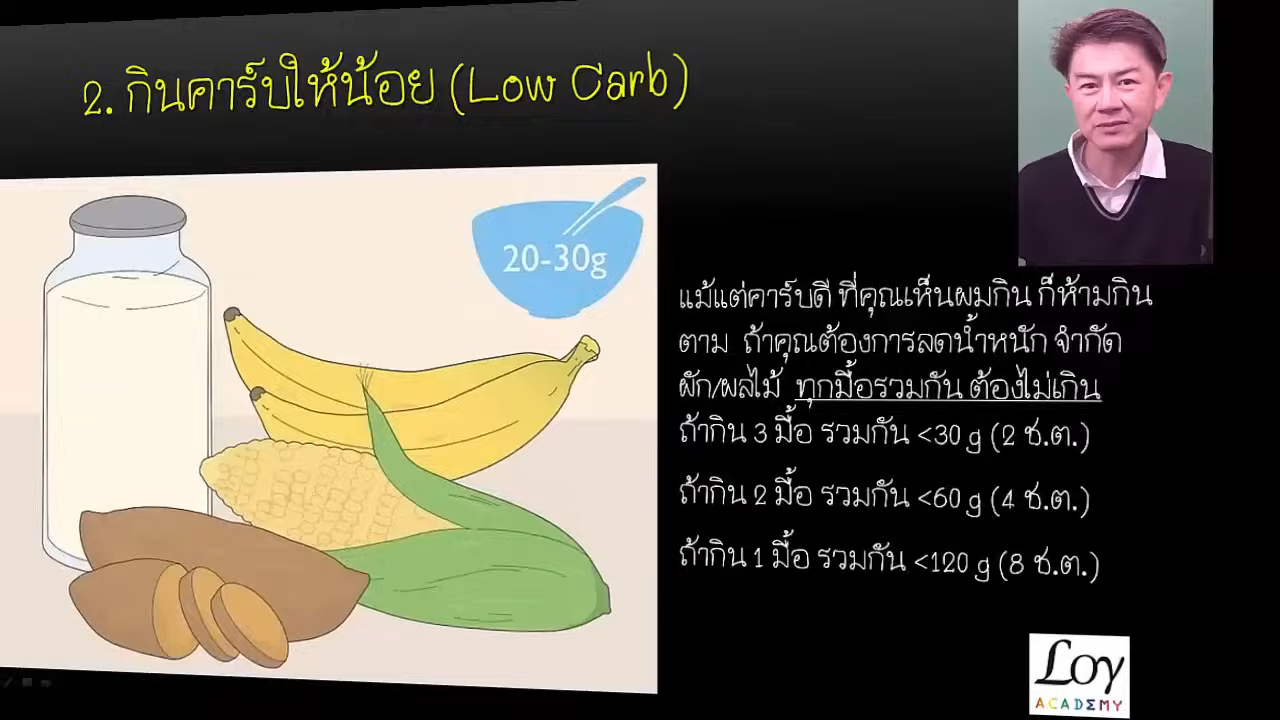 2. กินคาร์บให้น้อย (Low Carb)
20-30g
แม้แต่คาร์บดี ที่คุณเห็นผมกิน ก็ห้ามกิน
ตาม ถ้าคุณต้องการลดน้ำหนัก จำกัด
ผัก/ผลไม้ ทุกมื้อรวมกัน ต้องไม่เกิน
ถ้ากิน 3 มื้อ รวมกัน <30 g (2 ช.ต.)
ถ้ากิน 2 มื้อ รวมกัน <60 g (4 ช.ต.)
ถ้ากิน 1 มื้อ รวมกัน <120 g (8 ช.ต.)
Loy
ACADEMY